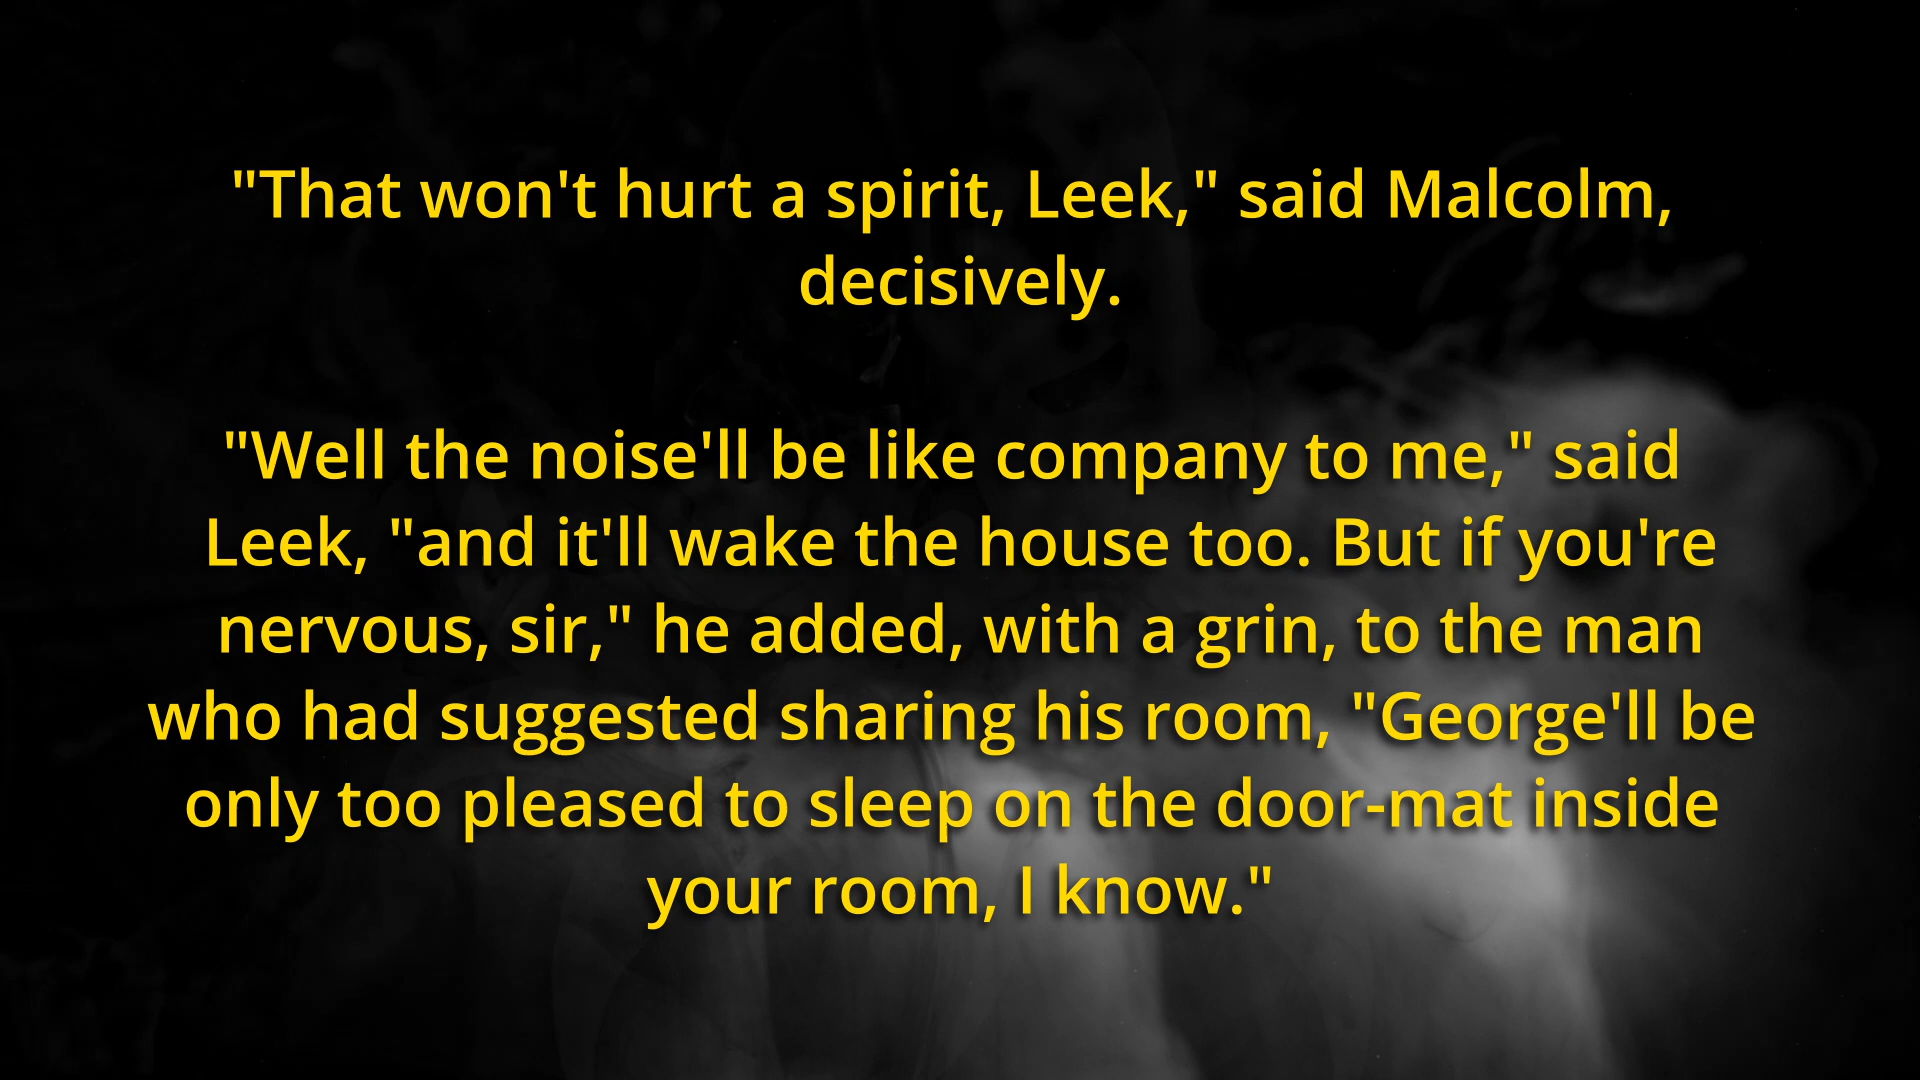 "That won't hurt a spirit, Leek," said Malcolm,
decisively.
"Well the noise'll be like company to me," said
Leek, "and it'll wake the house too. But if you're
nervous, sir," he added, with a grin, to the man
who had suggested sharing his room, "George'll be
only too pleased to sleep on the door-mat inside
your room, I know."